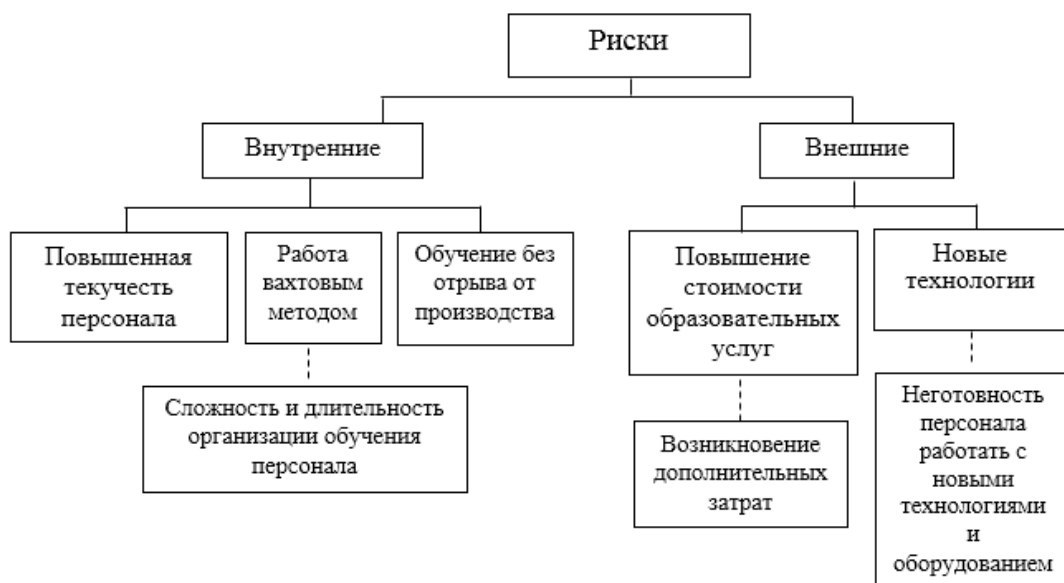 Риски
Внутренние
Внешние
Повышенная
текучесть
персонала
Работа
вахтовым
методом
Обучение без
отрыва от
производства
Повышение
стоимости
образовательных
услуг
Новые
технологии
Сложность и длительность
организации обучения
персонала
Возникновение
дополнительных
затрат
Неготовность
персонала
работать с
новыми
технологиями
и
оборудованием